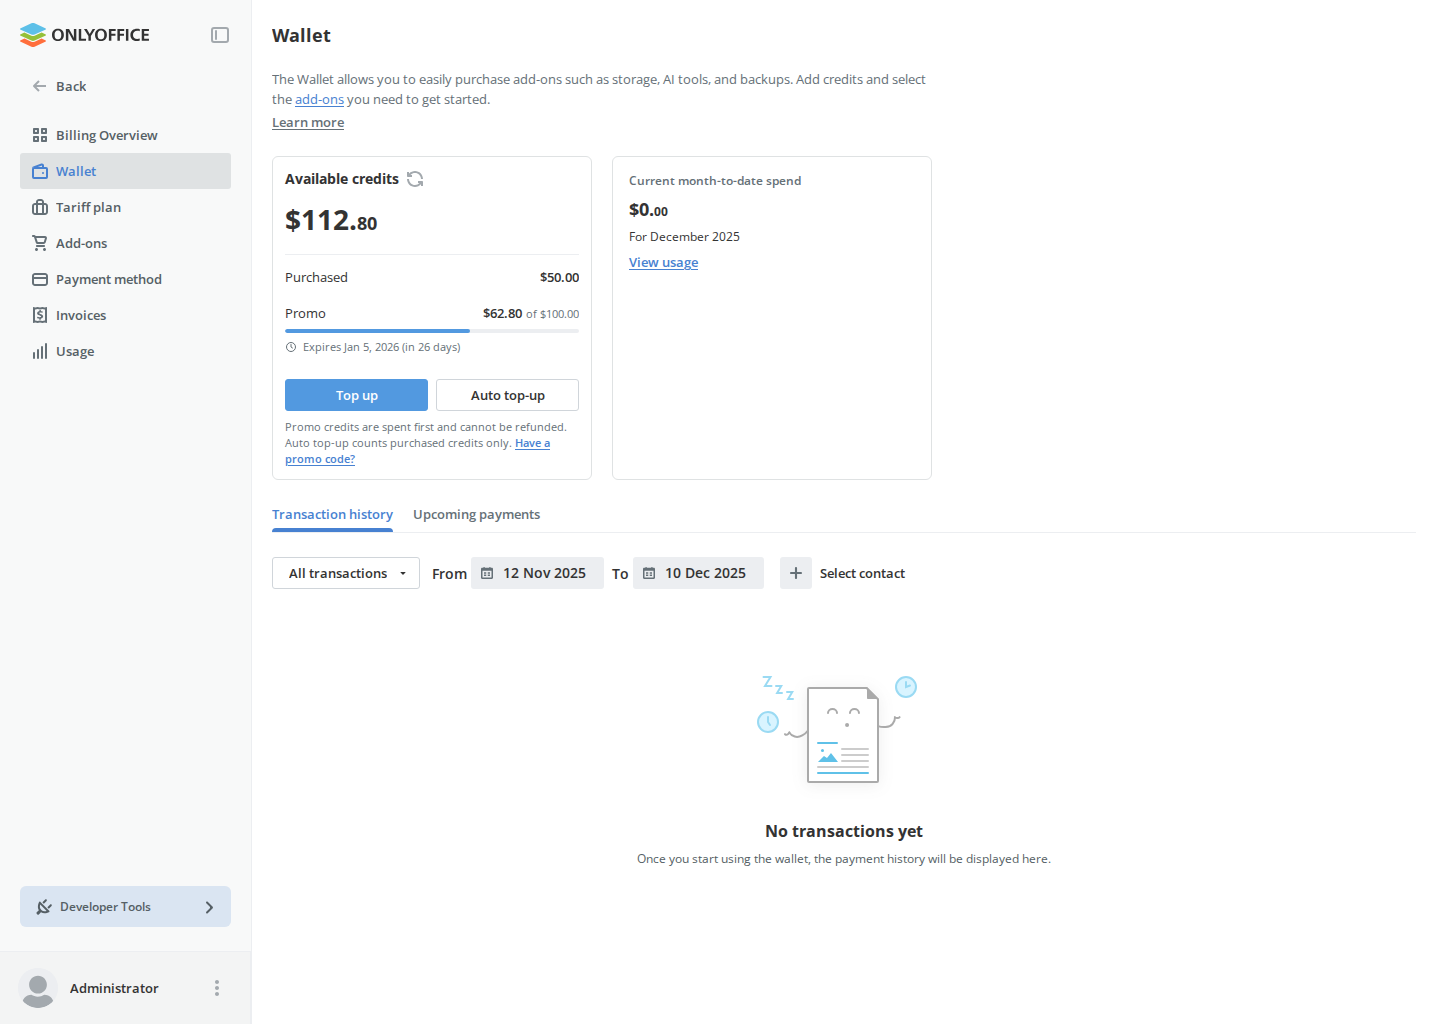 ONLYOFFICE
Back
Billing Overview
Wallet
Tariff plan
Add-ons
Payment method
Invoices
Usage
Developer Tools
Administrator
Wallet
The Wallet allows you to easily purchase add-ons such as storage, AI tools, and backups. Add credits and select
the add-ons you need to get started.
Learn more
Available credits
$112.80
Purchased $50.00
Promo $62.80 of $100.00
Expires Jan 5, 2026 (in 26 days)
Top up Auto top-up
Promo credits are spent first and cannot be refunded.
Auto top-up counts purchased credits only. Have a
promo code?
Current month-to-date spend
$0.00
For December 2025
View usage
Transaction history Upcoming payments
All transactions From 12 Nov 2025 To 10 Dec 2025 Select contact
Z Z Z
No transactions yet
Once you start using the wallet, the payment history will be displayed here.